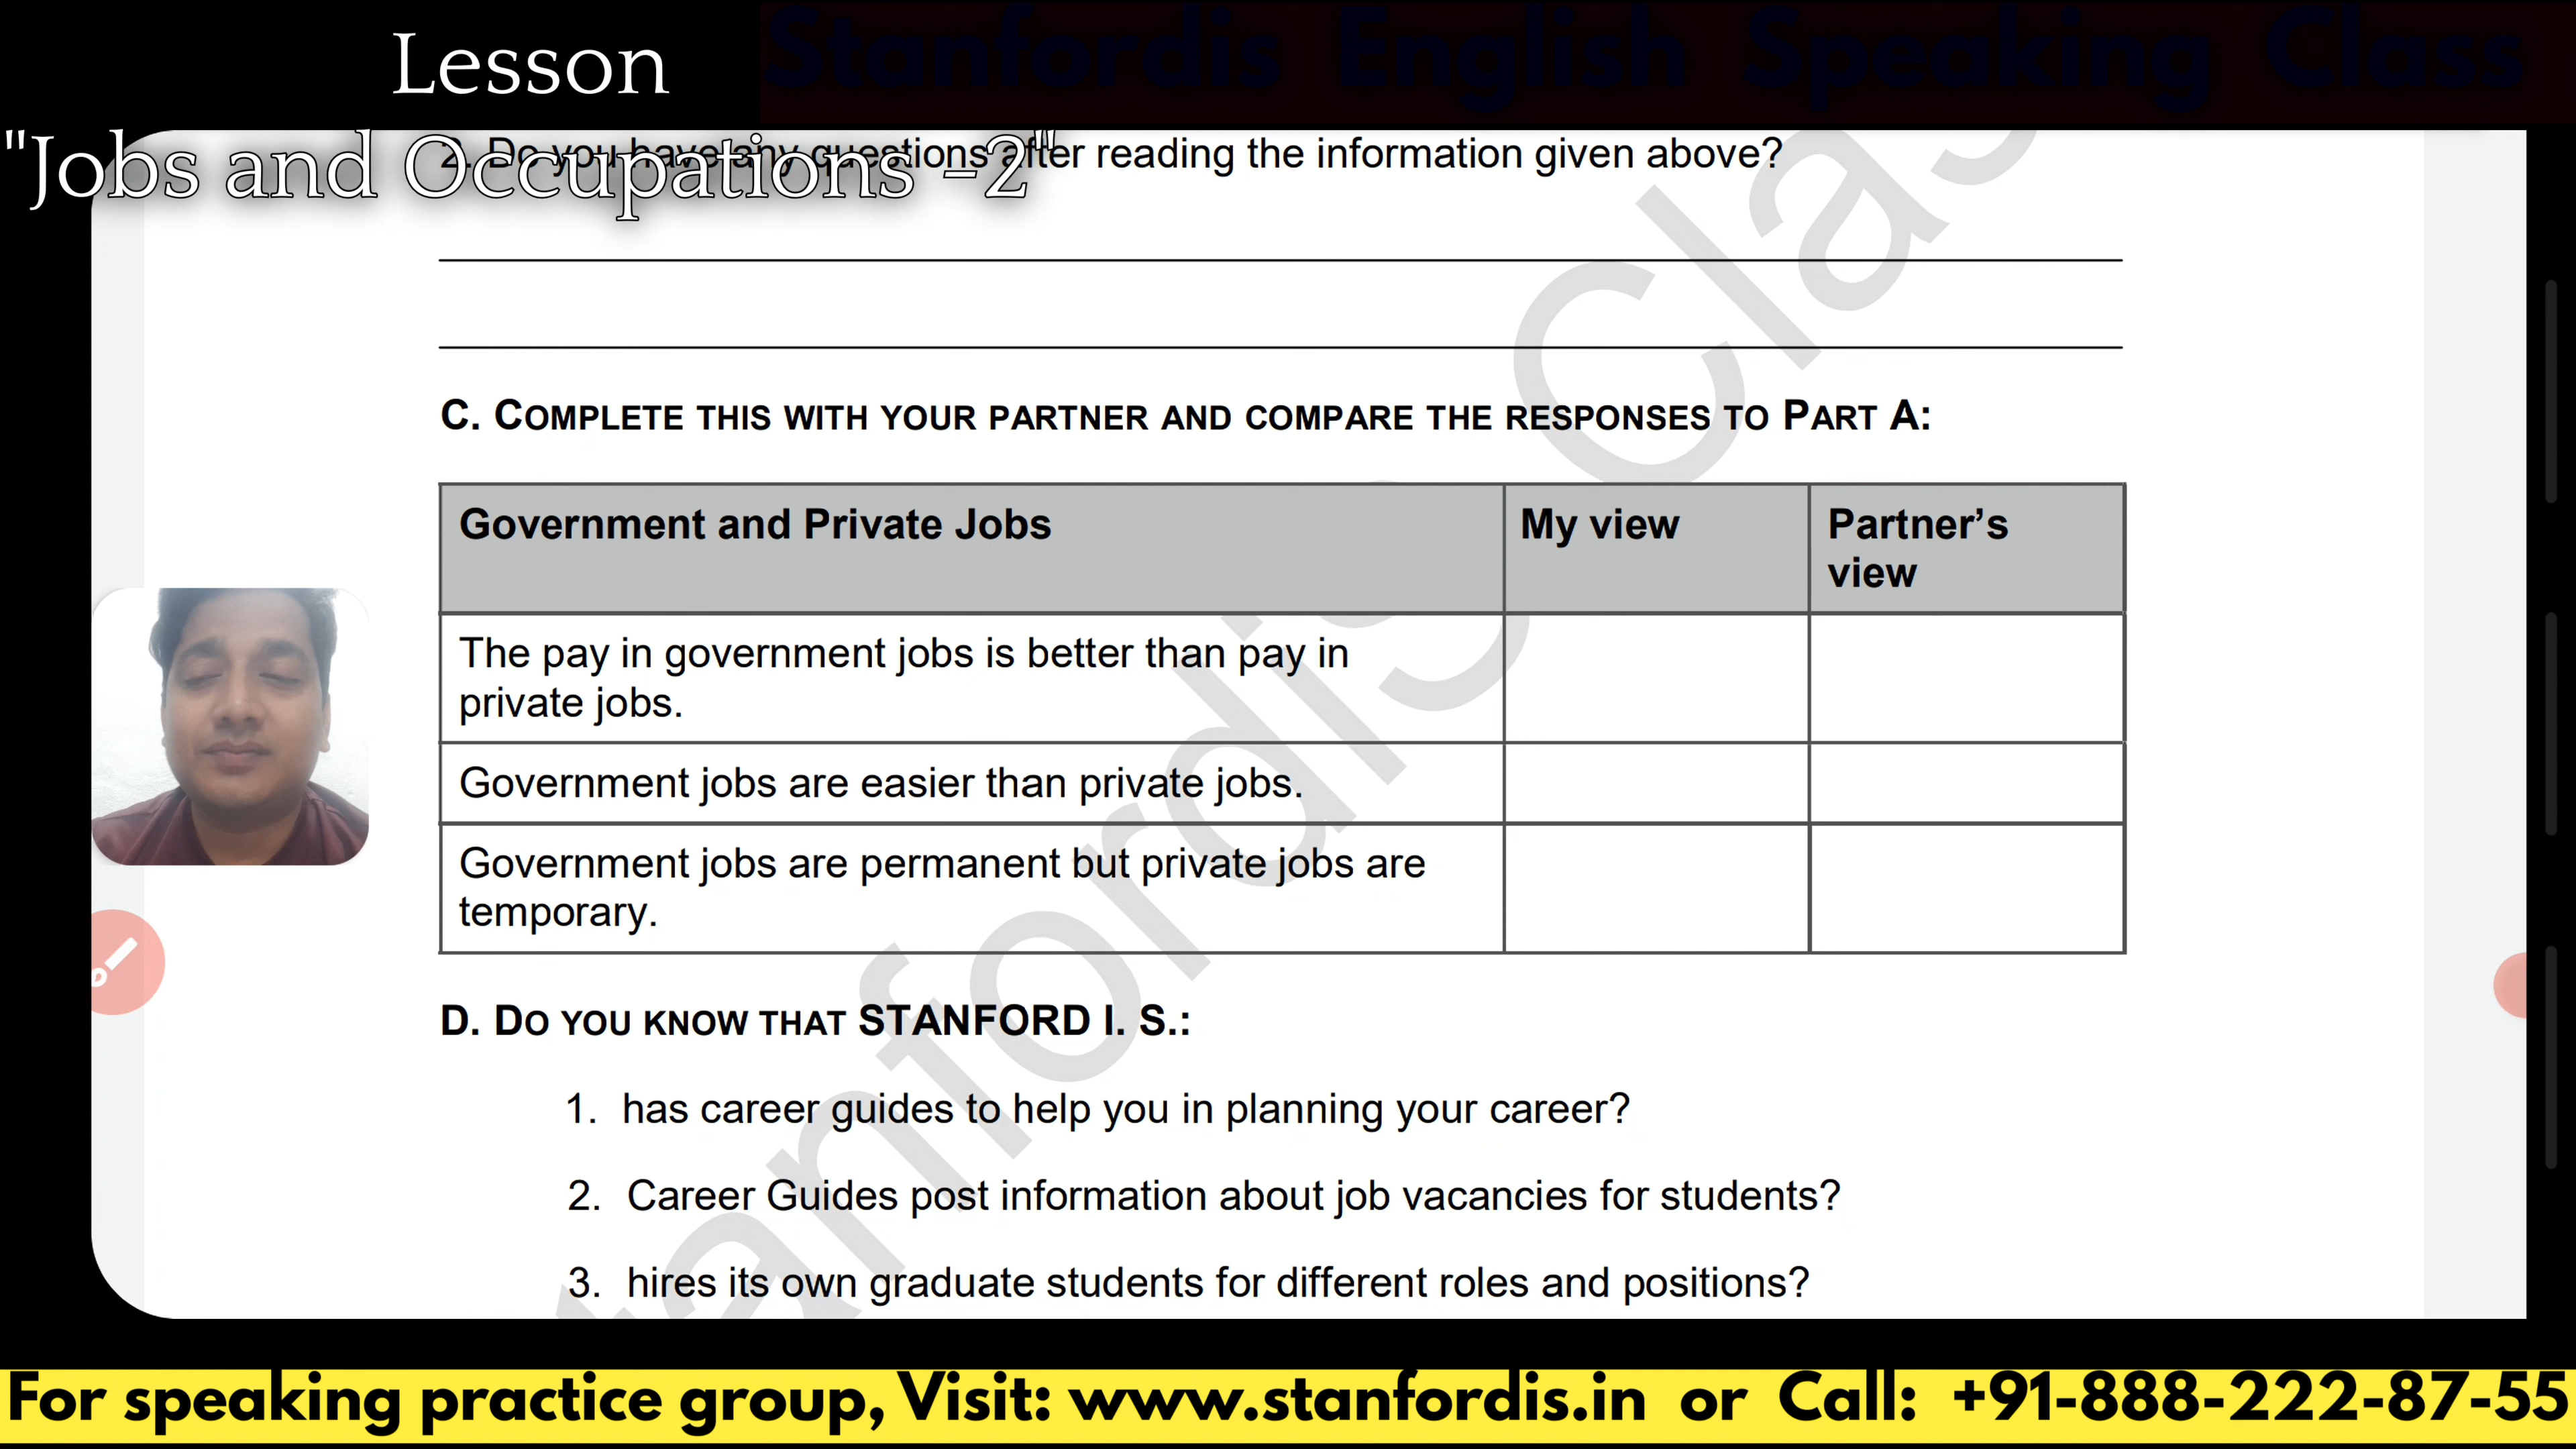 Lesson
Stanfordis English Speaking Class
"Jobs and Occupations -2"
2. Do you have any questions after reading the information given above?
C. COMPLETE THIS WITH YOUR PARTNER AND COMPARE THE RESPONSES TO PART A:
Government and Private Jobs
My view
Partner's
view
The pay in government jobs is better than pay in
private jobs.
Government jobs are easier than private jobs.
Government jobs are permanent but private jobs are
temporary.
D. DO YOU KNOW THAT STANFORD I. S.:
1. has career guides to help you in planning your career?
2. Career Guides post information about job vacancies for students?
3. hires its own graduate students for different roles and positions?
For speaking practice group, Visit: www.stanfordis.in or Call: +91-888-222-87-55